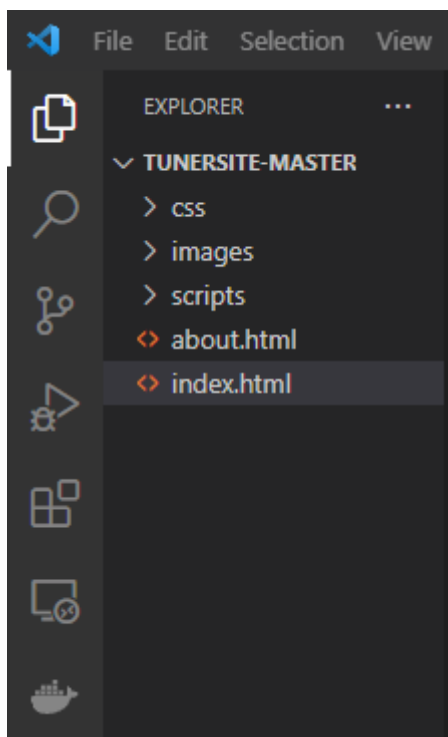 File Edit Selection View
EXPLORER ...
TUNERSITE-MASTER
css
images
scripts
about.html
index.html